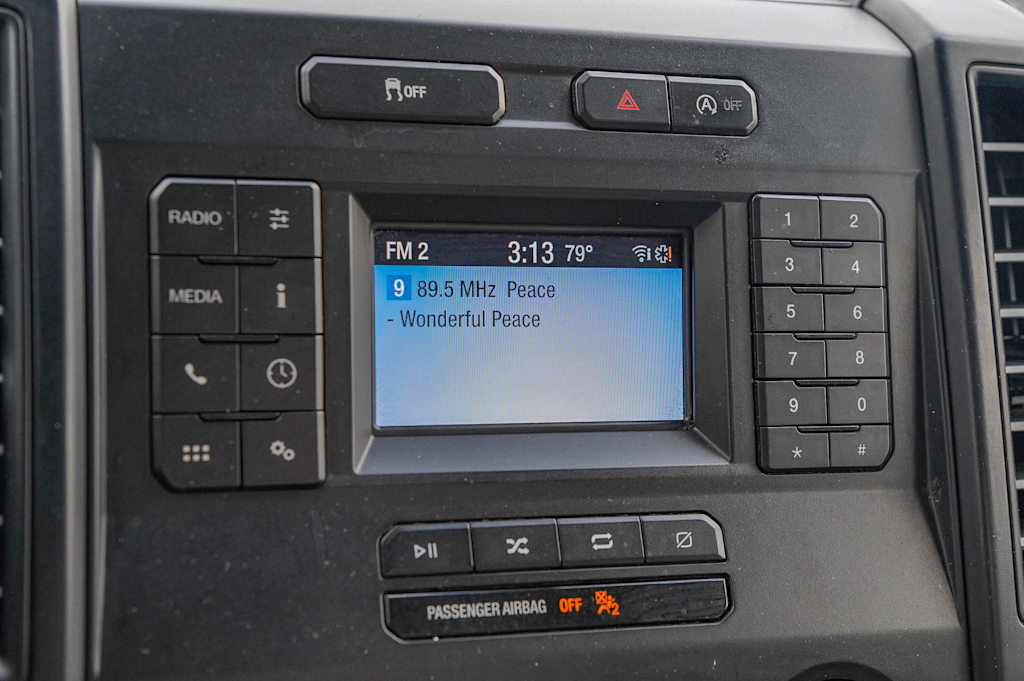 OFF
A OFF
RADIO
MEDIA
i
FM 2 3:13 79°
9 89.5 MHz Peace
- Wonderful Peace
1 2
3 4
5 6
7 8
9 0
* #
PASSENGER AIRBAG OFF 2